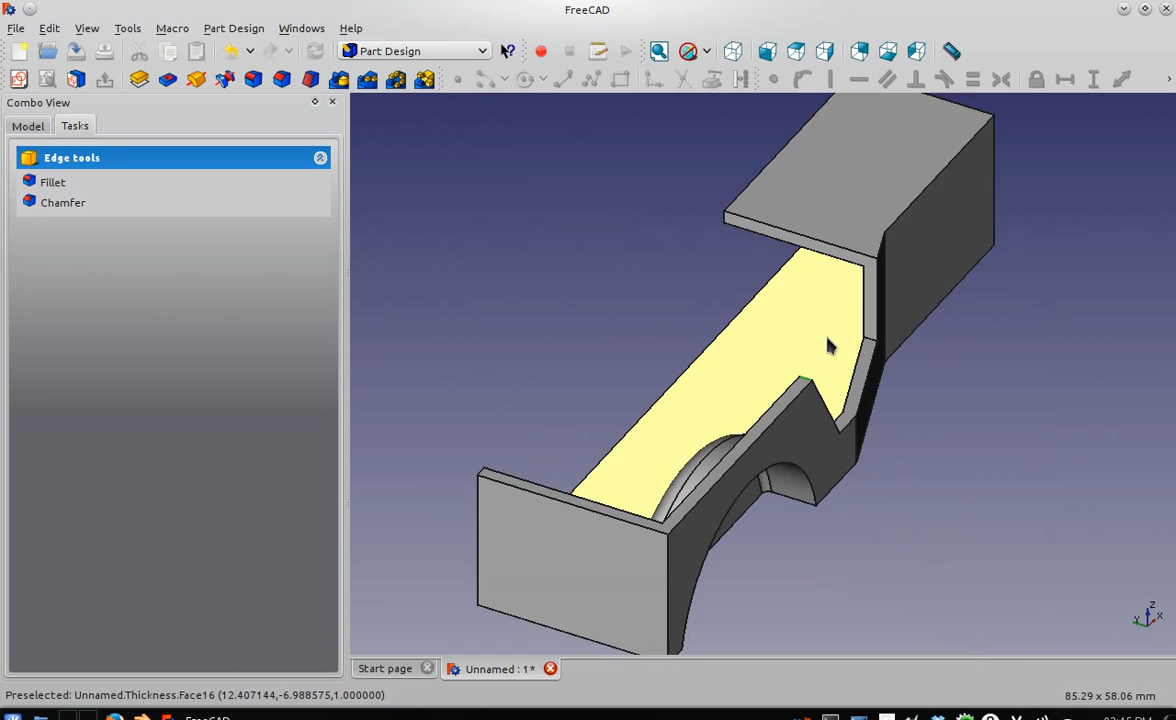 FreeCAD
File Edit View Tools Macro Part Design Windows Help
Part Design
Combo View
Model Tasks
Edge tools
Fillet
Chamfer
Z
Y X
Start page Unnamed : 1*
Preselected: Unnamed.Thickness.Face16 (12.407144,-6.988575,1.000000) 85.29 x 58.06 mm
FreeCAD